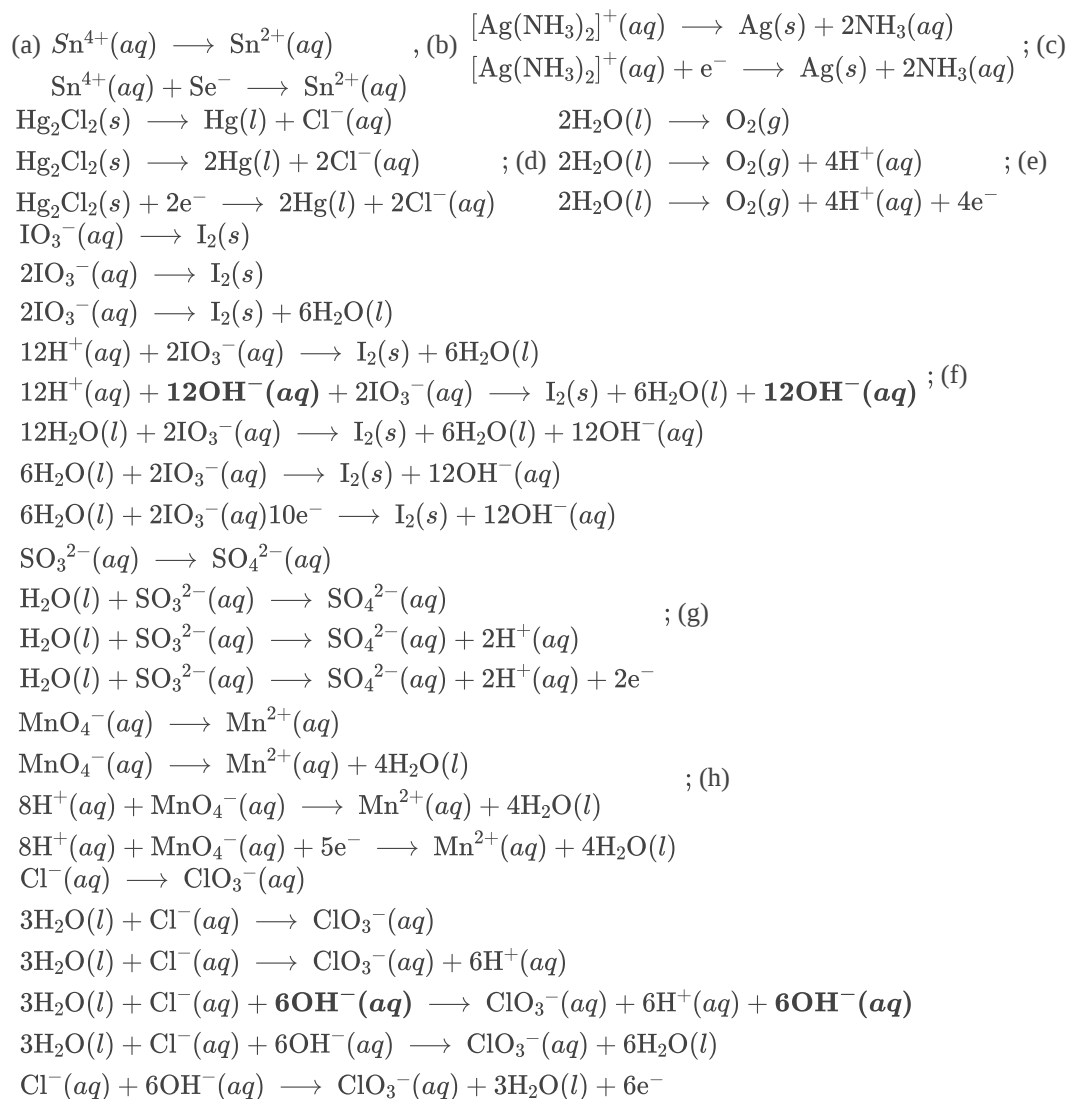 (a) Sn⁴⁺(aq) ⟶ Sn²⁺(aq)
Sn⁴⁺(aq) + Se⁻ ⟶ Sn²⁺(aq)
, (b) [Ag(NH₃)₂]⁺(aq) ⟶ Ag(s) + 2NH₃(aq)
[Ag(NH₃)₂]⁺(aq) + e⁻ ⟶ Ag(s) + 2NH₃(aq)
; (c)
Hg₂Cl₂(s) ⟶ Hg(l) + Cl⁻(aq)
Hg₂Cl₂(s) ⟶ 2Hg(l) + 2Cl⁻(aq)
Hg₂Cl₂(s) + 2e⁻ ⟶ 2Hg(l) + 2Cl⁻(aq)
; (d)
2H₂O(l) ⟶ O₂(g)
2H₂O(l) ⟶ O₂(g) + 4H⁺(aq)
2H₂O(l) ⟶ O₂(g) + 4H⁺(aq) + 4e⁻
; (e)
IO₃⁻(aq) ⟶ I₂(s)
2IO₃⁻(aq) ⟶ I₂(s)
2IO₃⁻(aq) ⟶ I₂(s) + 6H₂O(l)
12H⁺(aq) + 2IO₃⁻(aq) ⟶ I₂(s) + 6H₂O(l)
12H⁺(aq) + 12OH⁻(aq) + 2IO₃⁻(aq) ⟶ I₂(s) + 6H₂O(l) + 12OH⁻(aq)
12H₂O(l) + 2IO₃⁻(aq) ⟶ I₂(s) + 6H₂O(l) + 12OH⁻(aq)
6H₂O(l) + 2IO₃⁻(aq) ⟶ I₂(s) + 12OH⁻(aq)
6H₂O(l) + 2IO₃⁻(aq)10e⁻ ⟶ I₂(s) + 12OH⁻(aq)
; (f)
SO₃²⁻(aq) ⟶ SO₄²⁻(aq)
H₂O(l) + SO₃²⁻(aq) ⟶ SO₄²⁻(aq)
H₂O(l) + SO₃²⁻(aq) ⟶ SO₄²⁻(aq) + 2H⁺(aq)
H₂O(l) + SO₃²⁻(aq) ⟶ SO₄²⁻(aq) + 2H⁺(aq) + 2e⁻
; (g)
MnO₄⁻(aq) ⟶ Mn²⁺(aq)
MnO₄⁻(aq) ⟶ Mn²⁺(aq) + 4H₂O(l)
8H⁺(aq) + MnO₄⁻(aq) ⟶ Mn²⁺(aq) + 4H₂O(l)
8H⁺(aq) + MnO₄⁻(aq) + 5e⁻ ⟶ Mn²⁺(aq) + 4H₂O(l)
; (h)
Cl⁻(aq) ⟶ ClO₃⁻(aq)
3H₂O(l) + Cl⁻(aq) ⟶ ClO₃⁻(aq)
3H₂O(l) + Cl⁻(aq) ⟶ ClO₃⁻(aq) + 6H⁺(aq)
3H₂O(l) + Cl⁻(aq) + 6OH⁻(aq) ⟶ ClO₃⁻(aq) + 6H⁺(aq) + 6OH⁻(aq)
3H₂O(l) + Cl⁻(aq) + 6OH⁻(aq) ⟶ ClO₃⁻(aq) + 6H₂O(l)
Cl⁻(aq) + 6OH⁻(aq) ⟶ ClO₃⁻(aq) + 3H₂O(l) + 6e⁻